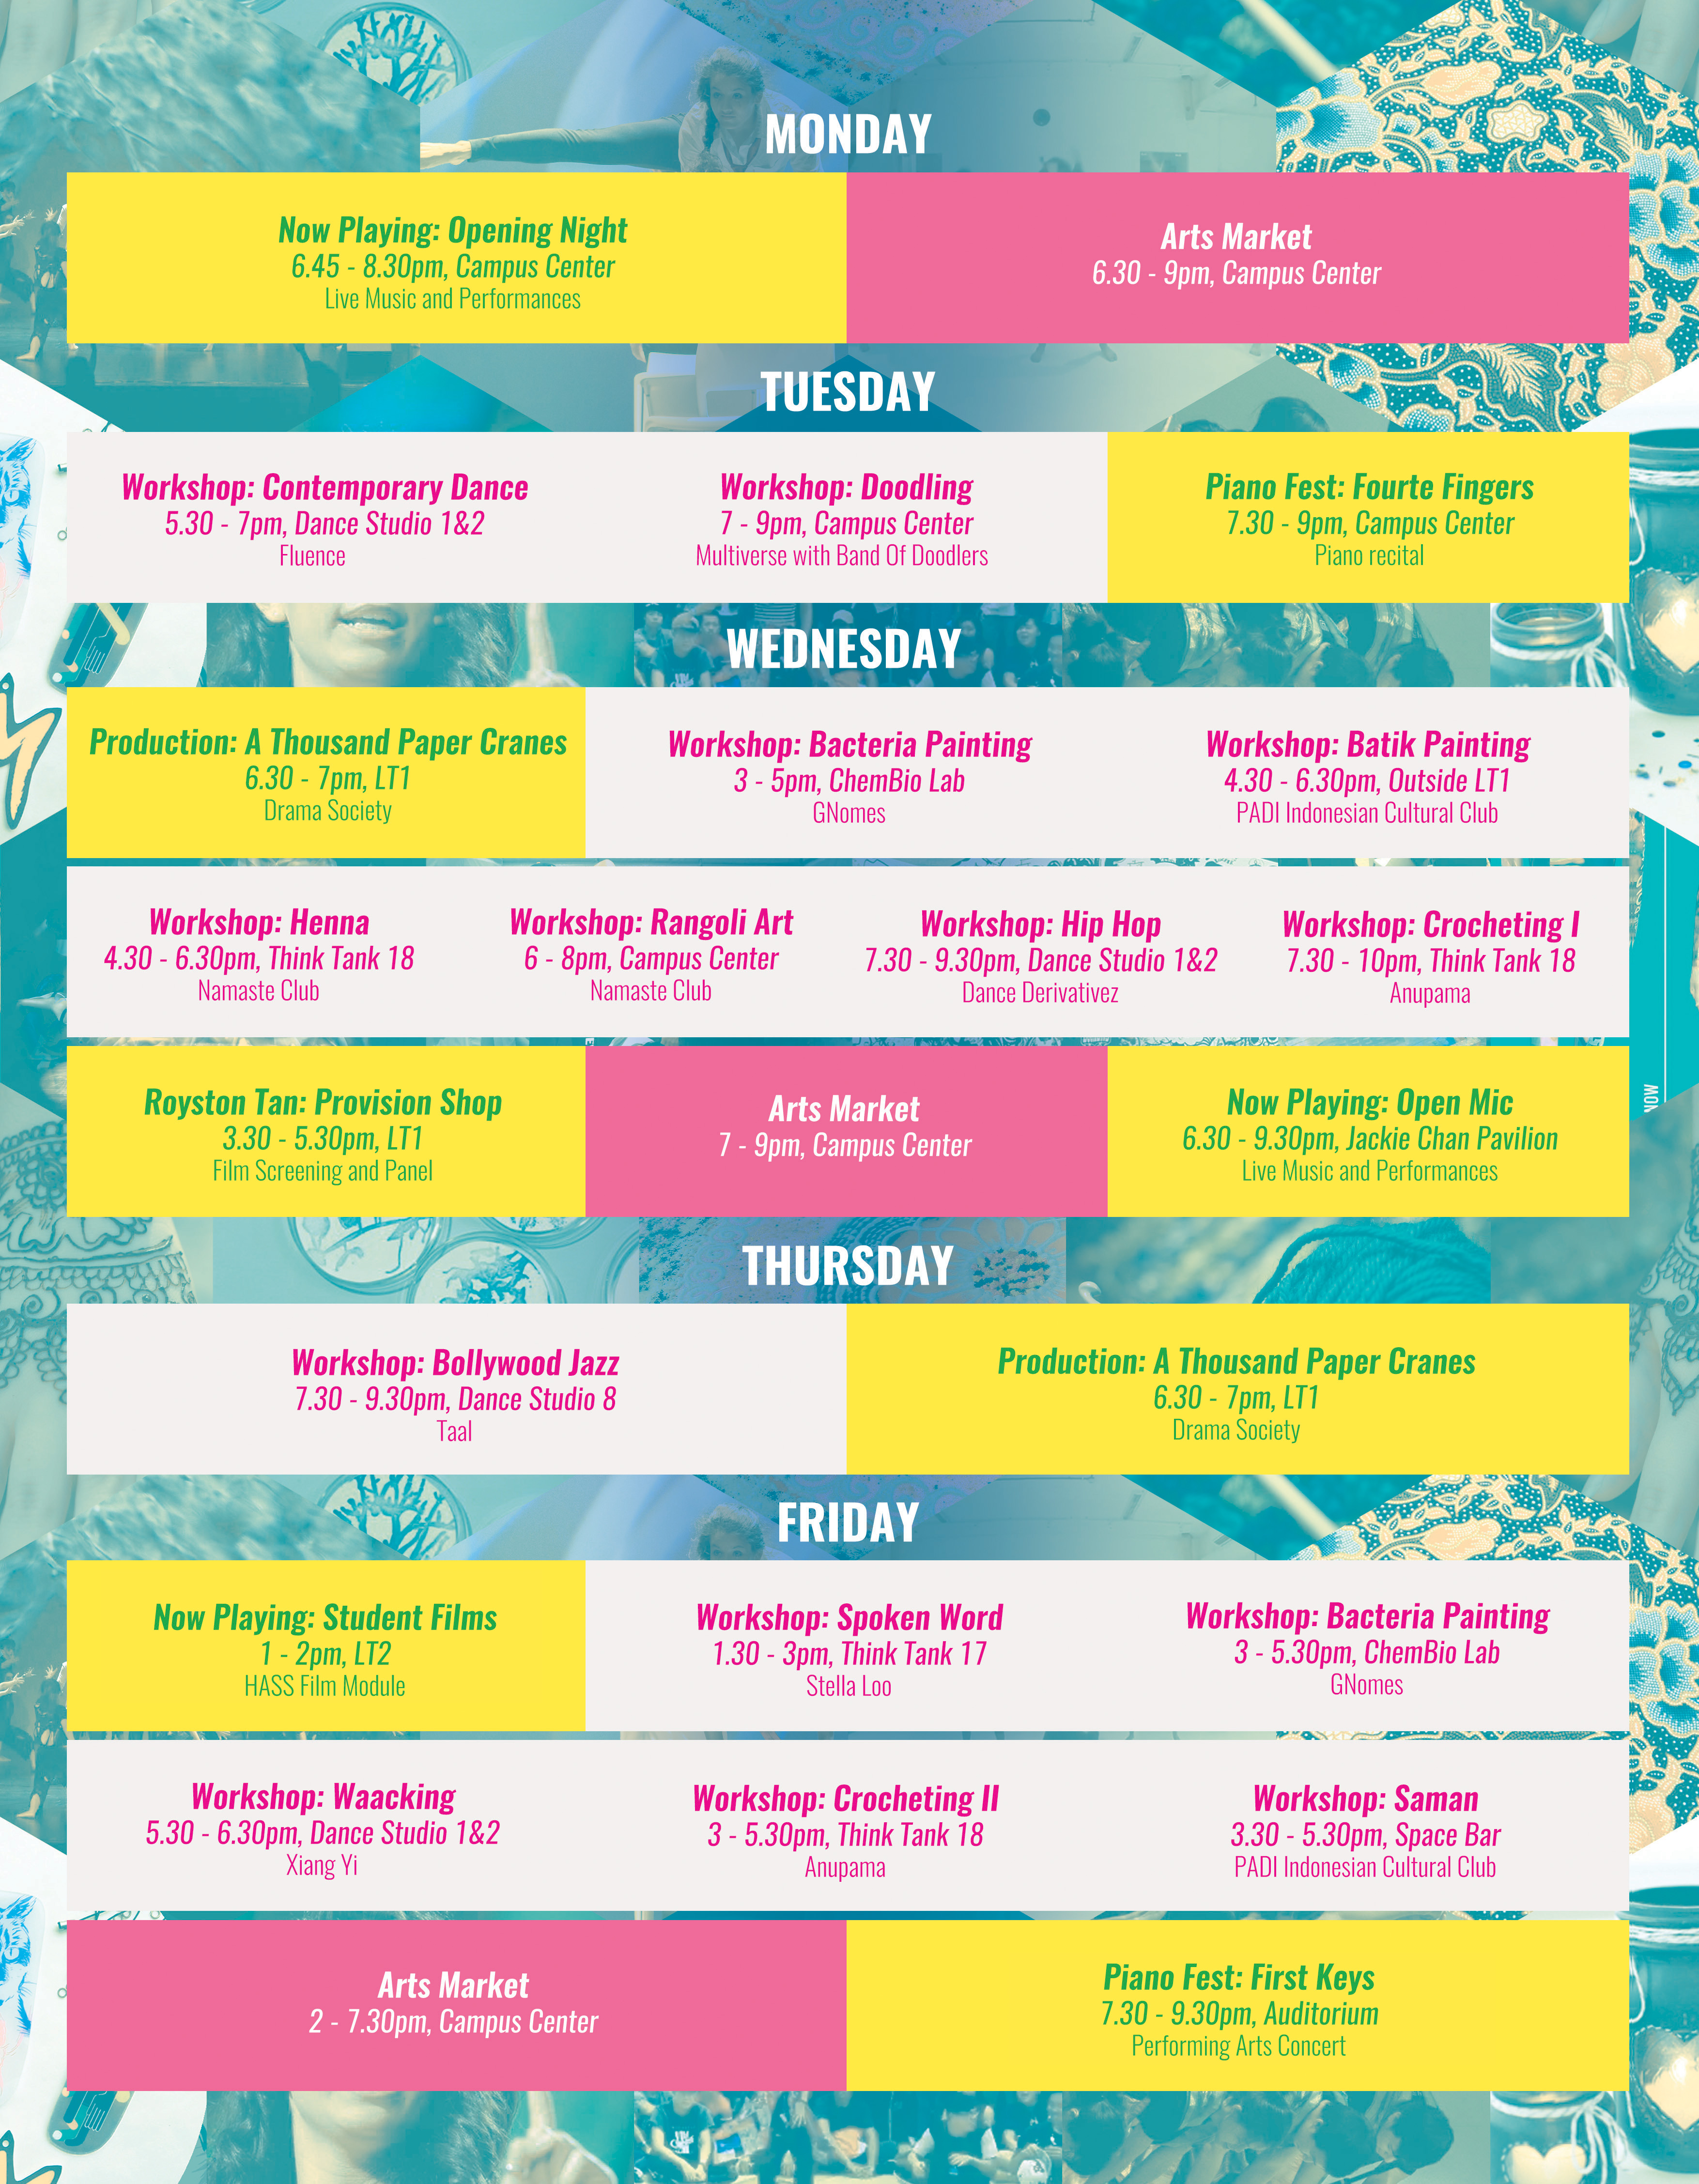 MONDAY
Now Playing: Opening Night
6.45 - 8.30pm, Campus Center
Live Music and Performances
Arts Market
6.30 - 9pm, Campus Center
TUESDAY
Workshop: Contemporary Dance
5.30 - 7pm, Dance Studio 1&2
Fluence
Workshop: Doodling
7 - 9pm, Campus Center
Multiverse with Band Of Doodlers
Piano Fest: Fourte Fingers
7.30 - 9pm, Campus Center
Piano recital
WEDNESDAY
Production: A Thousand Paper Cranes
6.30 - 7pm, LT1
Drama Society
Workshop: Bacteria Painting
3 - 5pm, ChemBio Lab
GNomes
Workshop: Batik Painting
4.30 - 6.30pm, Outside LT1
PADI Indonesian Cultural Club
Workshop: Henna
4.30 - 6.30pm, Think Tank 18
Namaste Club
Workshop: Rangoli Art
6 - 8pm, Campus Center
Namaste Club
Workshop: Hip Hop
7.30 - 9.30pm, Dance Studio 1&2
Dance Derivativez
Workshop: Crocheting I
7.30 - 10pm, Think Tank 18
Anupama
Royston Tan: Provision Shop
3.30 - 5.30pm, LT1
Film Screening and Panel
Arts Market
7 - 9pm, Campus Center
Now Playing: Open Mic
6.30 - 9.30pm, Jackie Chan Pavilion
Live Music and Performances
NOW
THURSDAY
Workshop: Bollywood Jazz
7.30 - 9.30pm, Dance Studio 8
Taal
Production: A Thousand Paper Cranes
6.30 - 7pm, LT1
Drama Society
FRIDAY
Now Playing: Student Films
1 - 2pm, LT2
HASS Film Module
Workshop: Spoken Word
1.30 - 3pm, Think Tank 17
Stella Loo
Workshop: Bacteria Painting
3 - 5.30pm, ChemBio Lab
GNomes
Workshop: Waacking
5.30 - 6.30pm, Dance Studio 1&2
Xiang Yi
Workshop: Crocheting II
3 - 5.30pm, Think Tank 18
Anupama
Workshop: Saman
3.30 - 5.30pm, Space Bar
PADI Indonesian Cultural Club
Arts Market
2 - 7.30pm, Campus Center
Piano Fest: First Keys
7.30 - 9.30pm, Auditorium
Performing Arts Concert